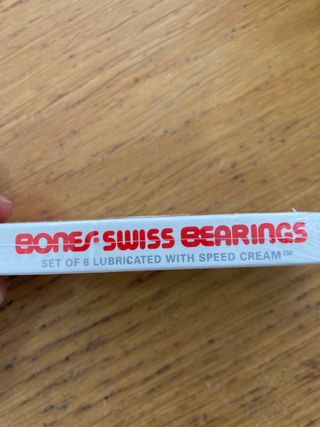 BONES® SWISS BEARINGS
SET OF 8 LUBRICATED WITH SPEED CREAM™